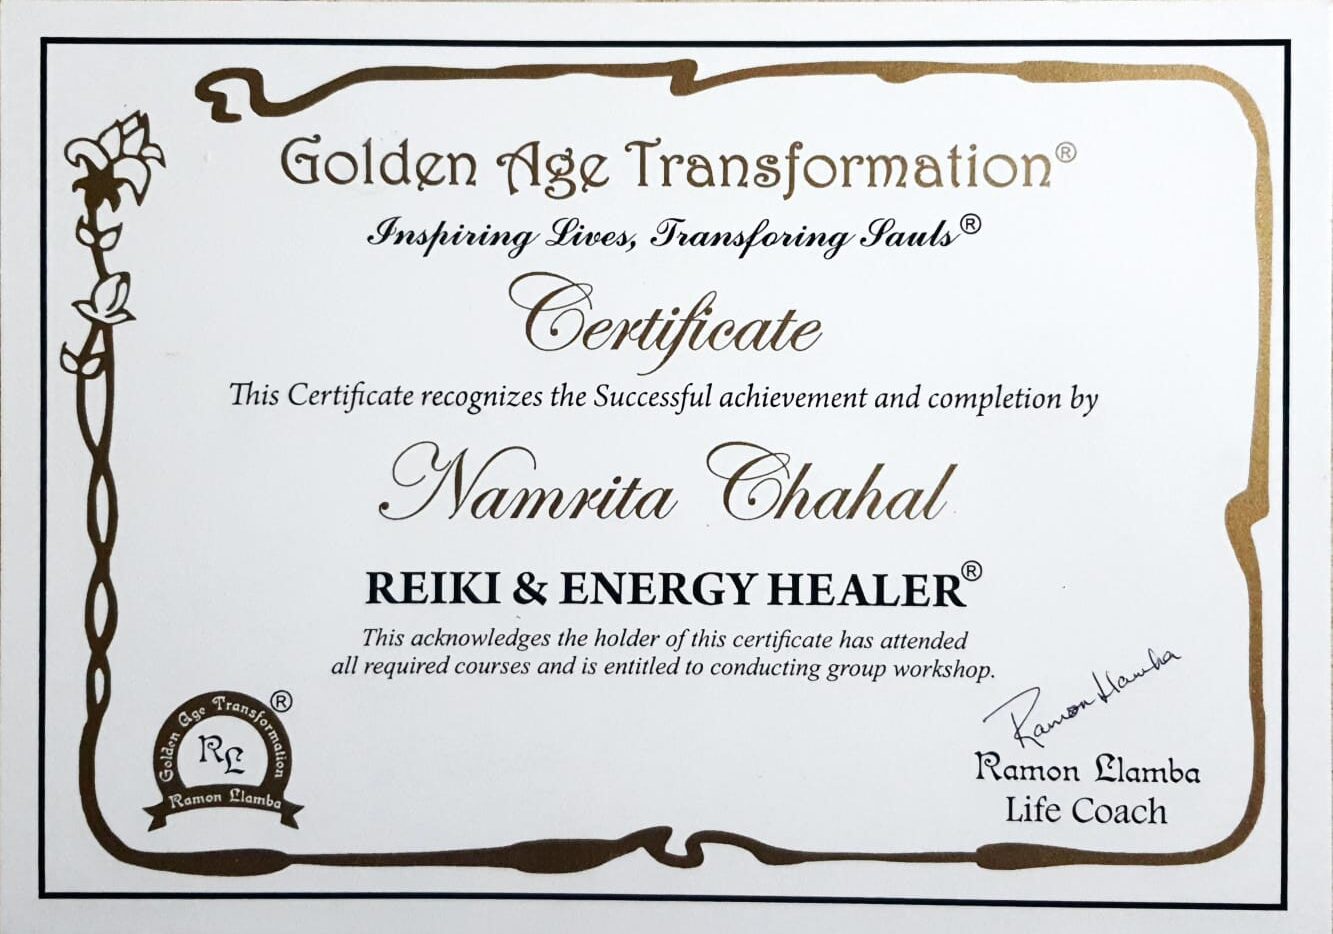 Golden Age Transformation®
Inspiring Lives, Transforing Sauls®
Certificate
This Certificate recognizes the Successful achievement and completion by
Namrita Chahal
REIKI & ENERGY HEALER®
This acknowledges the holder of this certificate has attended
all required courses and is entitled to conducting group workshop.
Golden Age Transformation ®
RL
Ramon Llamba
Ramon Llamba
Ramon Llamba
Life Coach